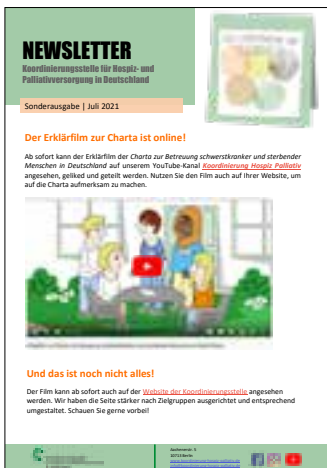 NEWSLETTER
Koordinierungsstelle für Hospiz- und
Palliativversorgung in Deutschland
Sonderausgabe | Juli 2021
Der Erklärfilm zur Charta ist online!
Ab sofort kann der Erklärfilm der Charta zur Betreuung schwerstkranker und sterbender
Menschen in Deutschland auf unserem YouTube-Kanal Koordinierung Hospiz Palliativ
angesehen, geliked und geteilt werden. Nutzen Sie den Film auch auf Ihrer Website, um
auf die Charta aufmerksam zu machen.
Und das ist noch nicht alles!
Der Film kann ab sofort auch auf der Website der Koordinierungsstelle angesehen
werden. Wir haben die Seite stärker nach Zielgruppen ausgerichtet und entsprechend
umgestaltet. Schauen Sie gerne vorbei!